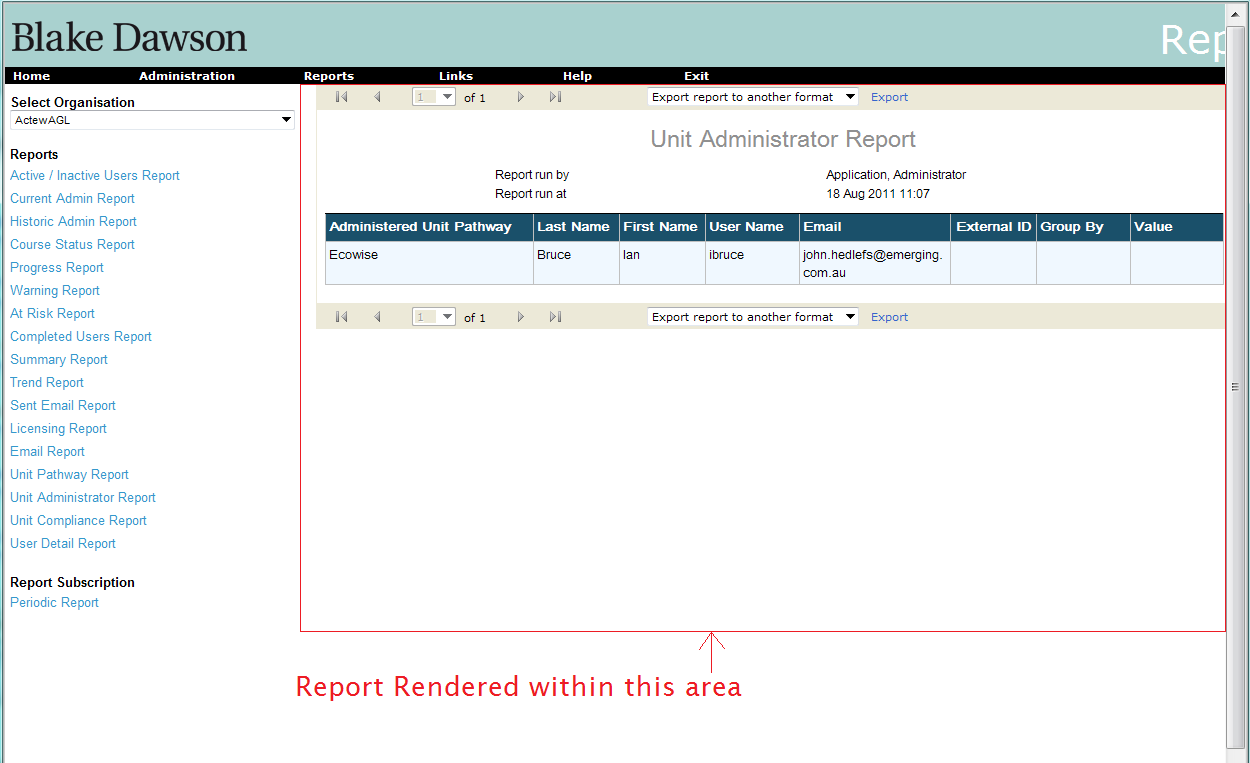 Blake Dawson
Rep
Home Administration Reports Links Help Exit
Select Organisation
ActewAGL
Reports
Active / Inactive Users Report
Current Admin Report
Historic Admin Report
Course Status Report
Progress Report
Warning Report
At Risk Report
Completed Users Report
Summary Report
Trend Report
Sent Email Report
Licensing Report
Email Report
Unit Pathway Report
Unit Administrator Report
Unit Compliance Report
User Detail Report
Report Subscription
Periodic Report
1 of 1 Export report to another format Export
Unit Administrator Report
Report run by Application, Administrator
Report run at 18 Aug 2011 11:07
Administered Unit Pathway Last Name First Name User Name Email External ID Group By Value
Ecowise Bruce Ian ibruce john.hedlefs@emerging.
com.au
1 of 1 Export report to another format Export
Report Rendered within this area